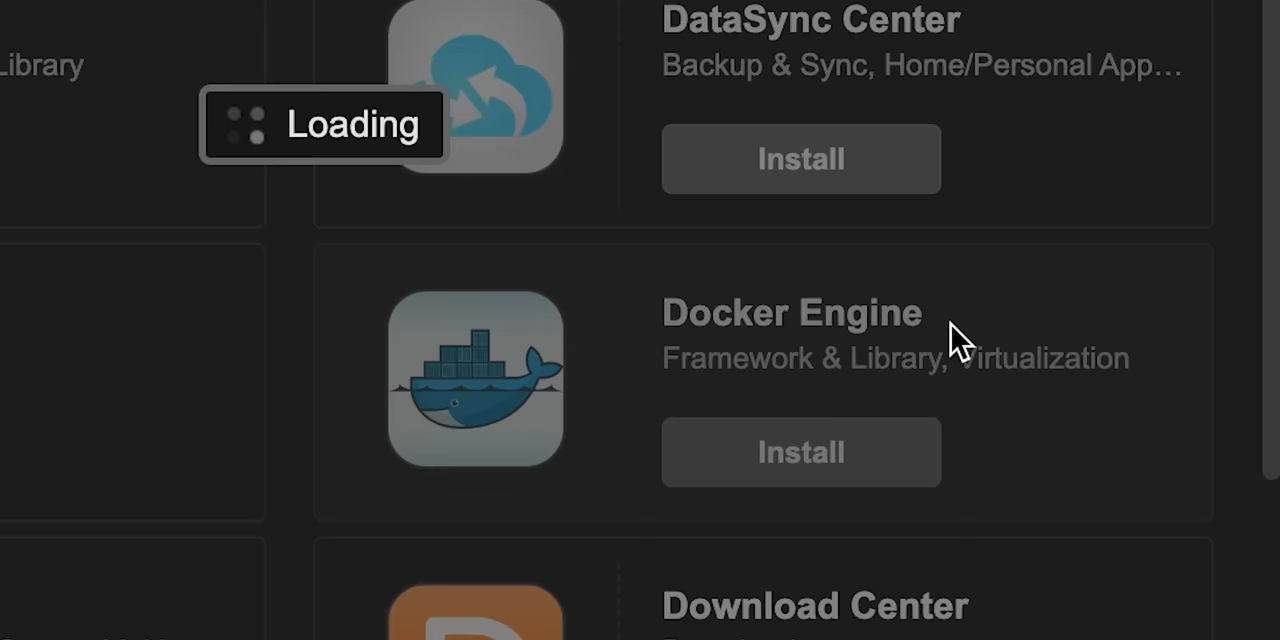 DataSync Center
Library
Backup & Sync, Home/Personal App...
Loading
Install
Docker Engine
Framework & Library, Virtualization
Install
Download Center